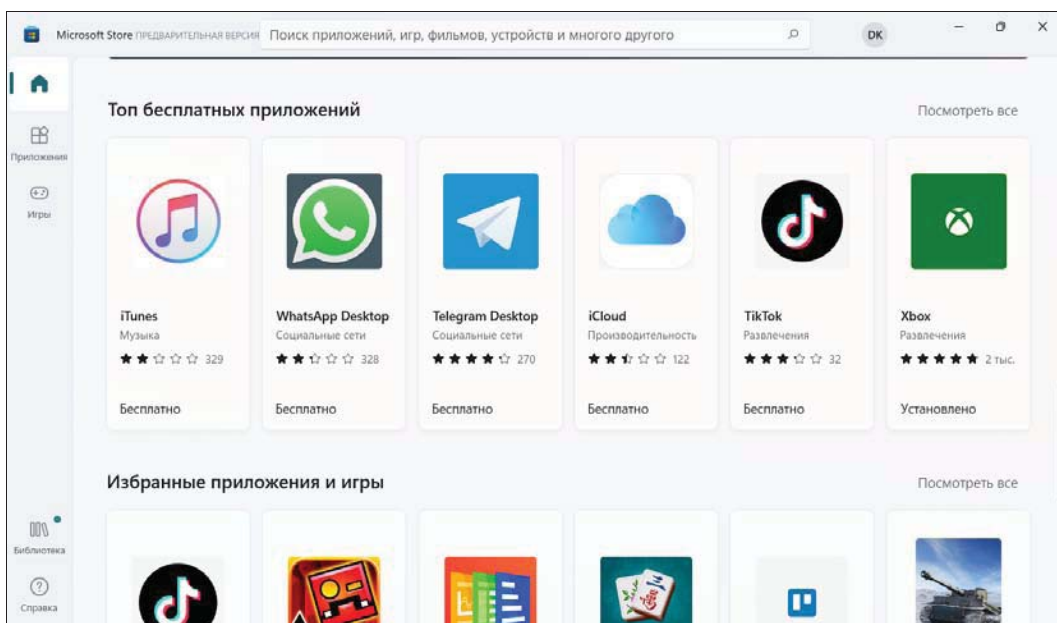 Microsoft Store ПРЕДВАРИТЕЛЬНАЯ ВЕРСИЯ
Поиск приложений, игр, фильмов, устройств и многого другого
DK
Приложения
Игры
Топ бесплатных приложений
Посмотреть все
iTunes
Музыка
329
Бесплатно
WhatsApp Desktop
Социальные сети
328
Бесплатно
Telegram Desktop
Социальные сети
270
Бесплатно
iCloud
Производительность
122
Бесплатно
TikTok
Развлечения
32
Бесплатно
Xbox
Развлечения
2 тыс.
Установлено
Избранные приложения и игры
Посмотреть все
Библиотека
Справка